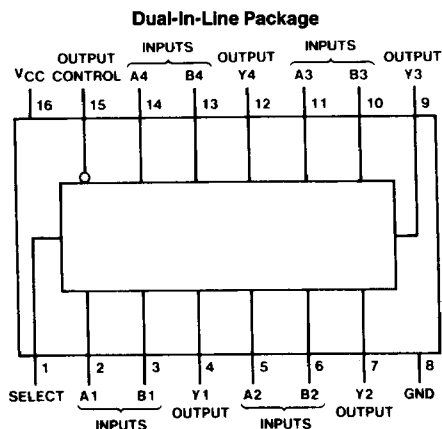 Dual-In-Line Package
INPUTS INPUTS
OUTPUT OUTPUT OUTPUT
VCC CONTROL A4 B4 Y4 A3 B3 Y3
16 15 14 13 12 11 10 9
1 2 3 4 5 6 7 8
SELECT A1 B1 Y1 A2 B2 Y2 GND
OUTPUT OUTPUT
INPUTS INPUTS